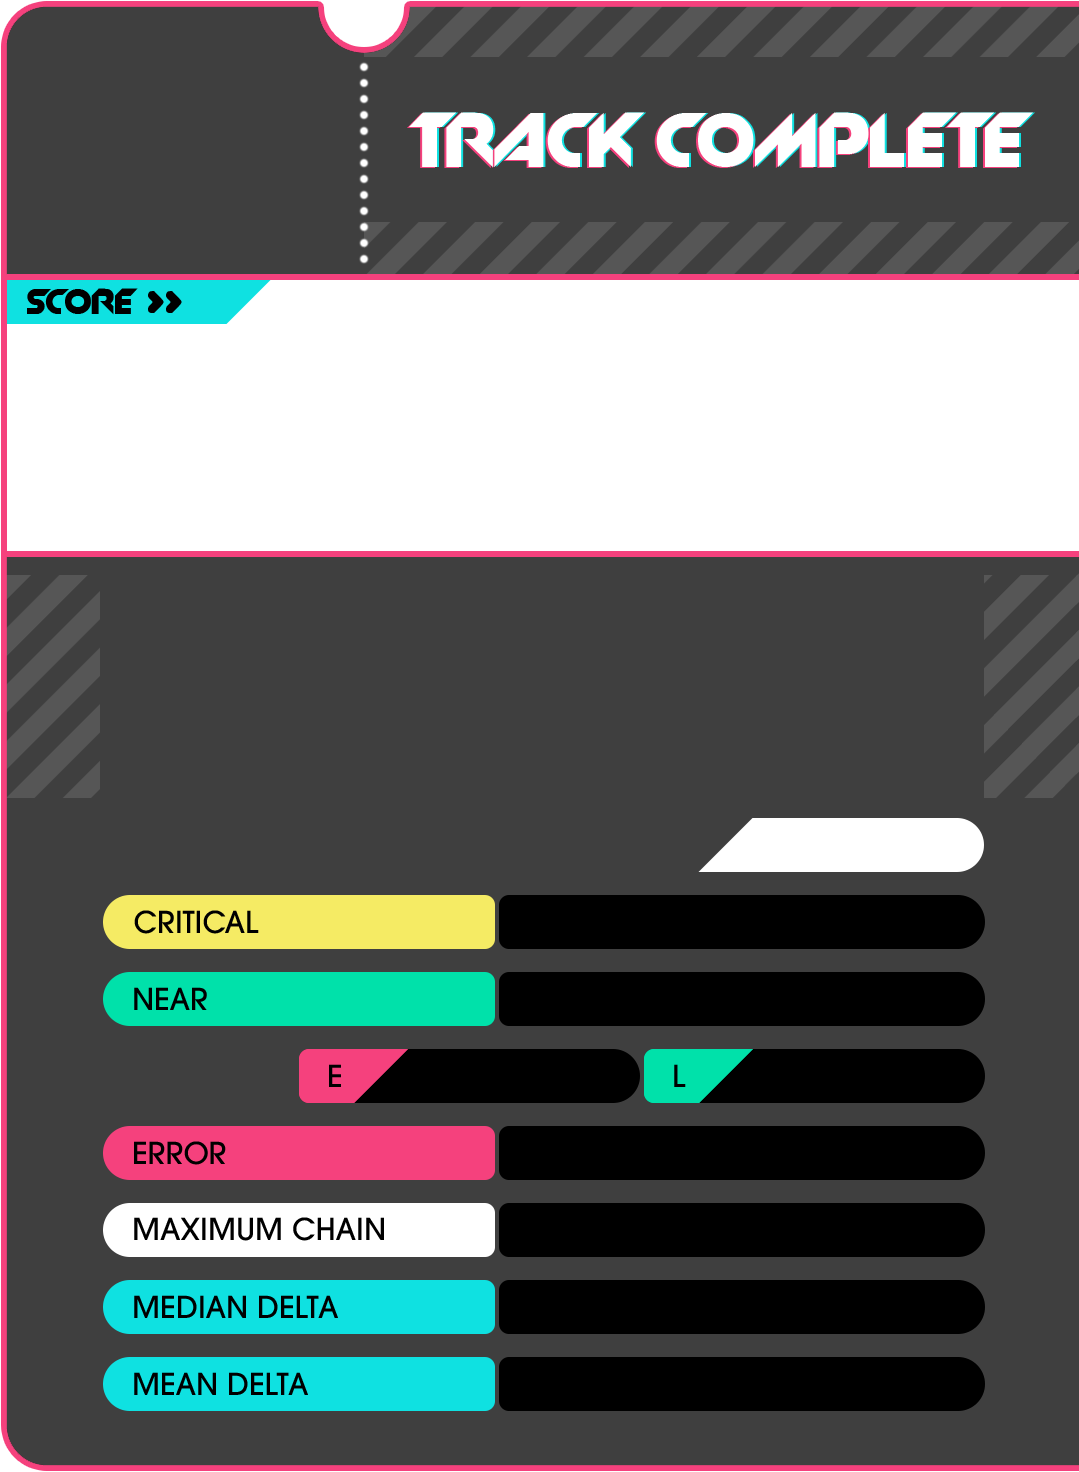 TRACK COMPLETE
SCORE
CRITICAL
NEAR
E L
ERROR
MAXIMUM CHAIN
MEDIAN DELTA
MEAN DELTA